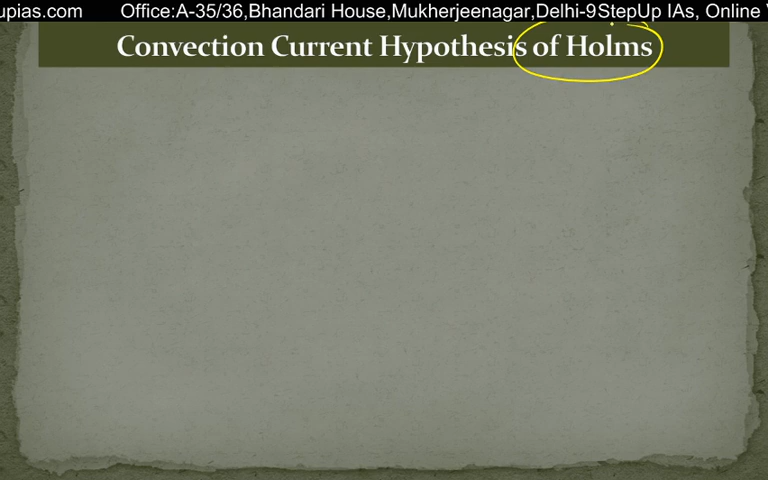 upias.com Office:A-35/36,Bhandari House,Mukherjeenagar,Delhi-9StepUp IAs, Online
Convection Current Hypothesis of Holms